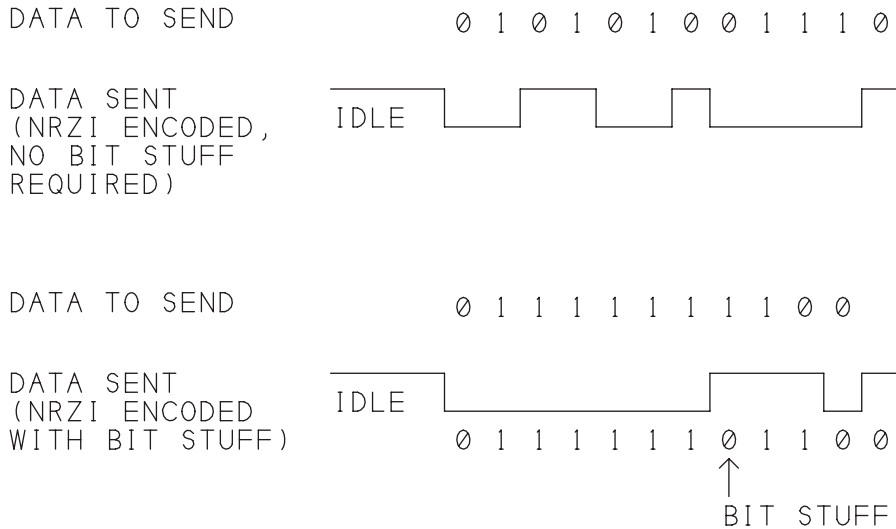 DATA TO SEND 0 1 0 1 0 1 0 0 1 1 1 0
DATA SENT
(NRZI ENCODED,
NO BIT STUFF
REQUIRED)
IDLE
DATA TO SEND 0 1 1 1 1 1 1 1 1 0 0
DATA SENT
(NRZI ENCODED
WITH BIT STUFF)
IDLE
0 1 1 1 1 1 1 0 1 1 0 0
BIT STUFF